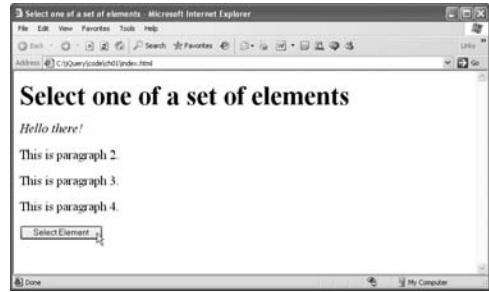 Select one of a set of elements - Microsoft Internet Explorer
File Edit View Favorites Tools Help
Back Search Favorites Links
Address C:\jQuery\code\ch01\index.html Go
Select one of a set of elements
Hello there!
This is paragraph 2.
This is paragraph 3.
This is paragraph 4.
Select Element
Done My Computer